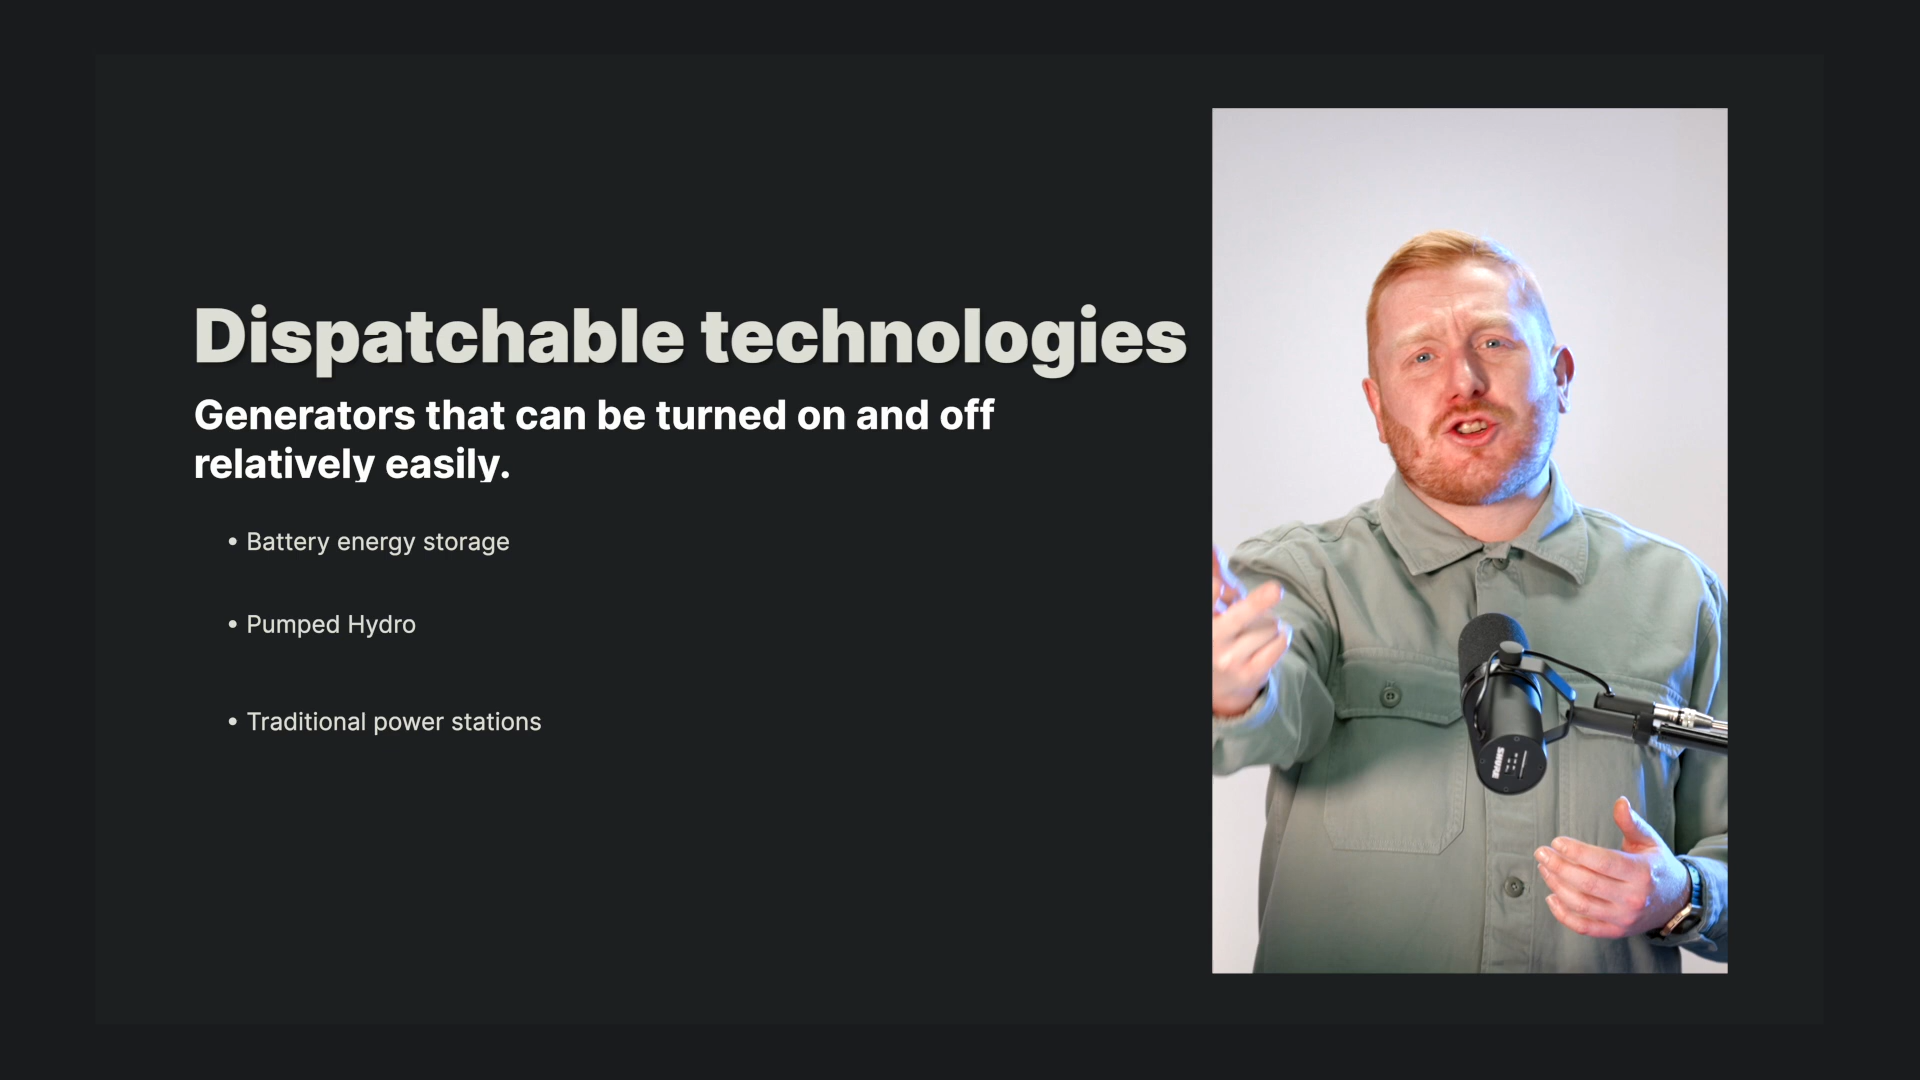 Dispatchable technologies
Generators that can be turned on and off
relatively easily.
• Battery energy storage
• Pumped Hydro
• Traditional power stations
SHURE